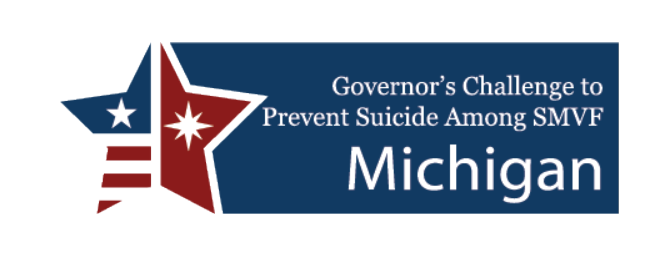 Governor’s Challenge to
Prevent Suicide Among SMVF
Michigan